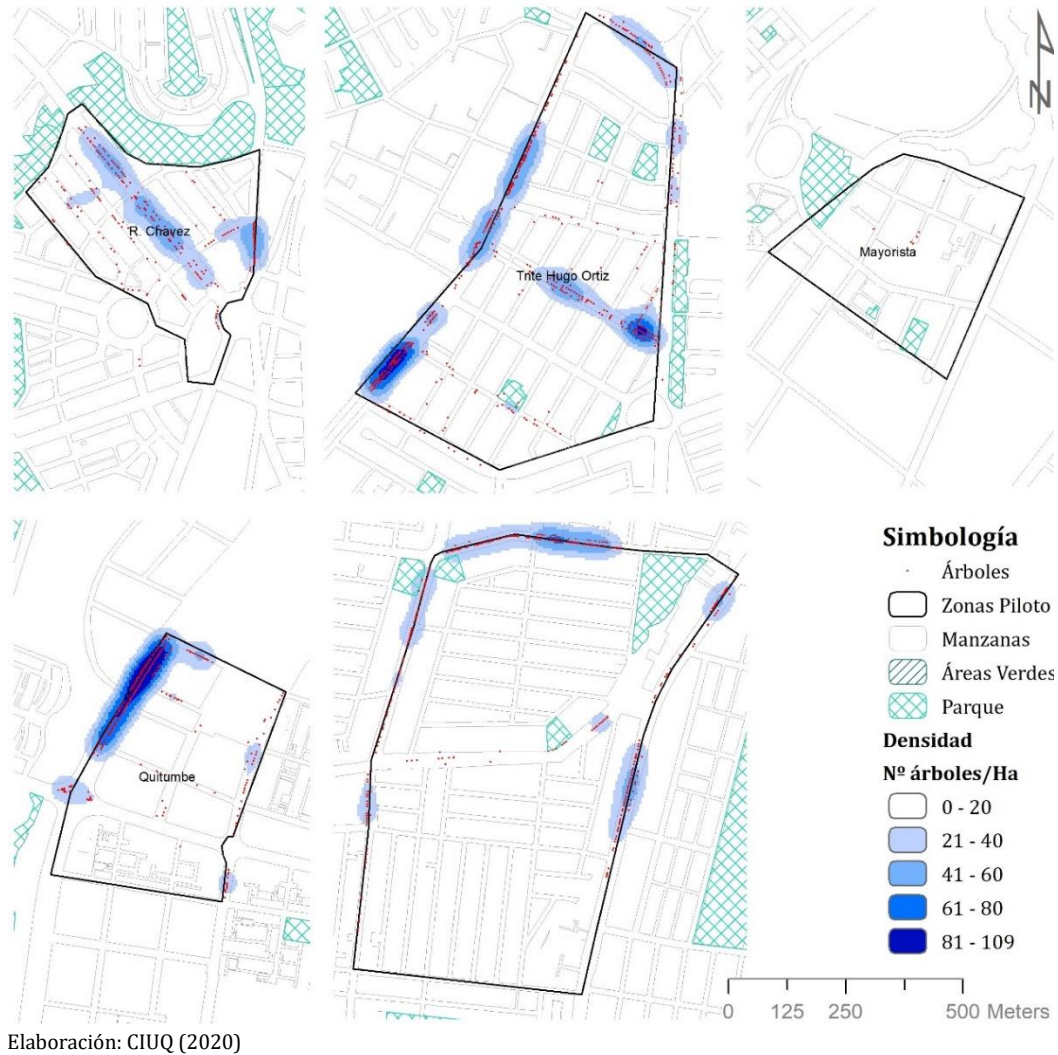 N
R. Chavez
Tnte Hugo Ortiz
Mayorista
Quitumbe
Simbología
Árboles
Zonas Piloto
Manzanas
Áreas Verdes
Parque
Densidad
Nº árboles/Ha
0 - 20
21 - 40
41 - 60
61 - 80
81 - 109
0 125 250 500 Meters
Elaboración: CIUQ (2020)